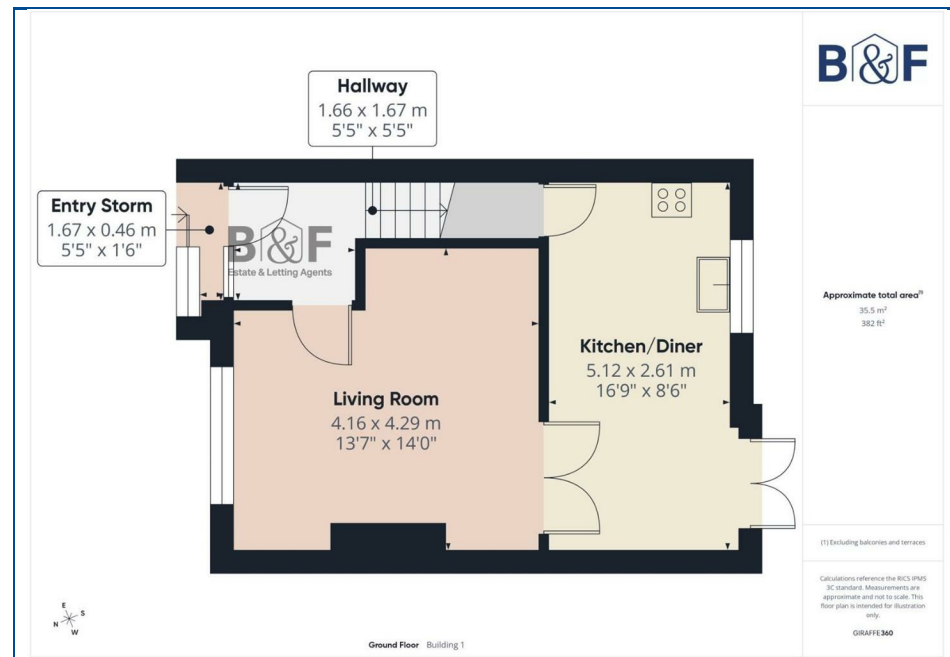 Hallway
1.66 x 1.67 m
5'5" x 5'5"
Entry Storm
1.67 x 0.46 m
5'5" x 1'6"
B&F
Estate & Letting Agents
Living Room
4.16 x 4.29 m
13'7" x 14'0"
Kitchen/Diner
5.12 x 2.61 m
16'9" x 8'6"
E
S
N
W
Ground Floor Building 1
B&F
Approximate total area(1)
35.5 m²
382 ft²
(1) Excluding balconies and terraces
Calculations reference the RICS IPMS
3C standard. Measurements are
approximate and not to scale. This
floor plan is intended for illustration
only.
GIRAFFE360